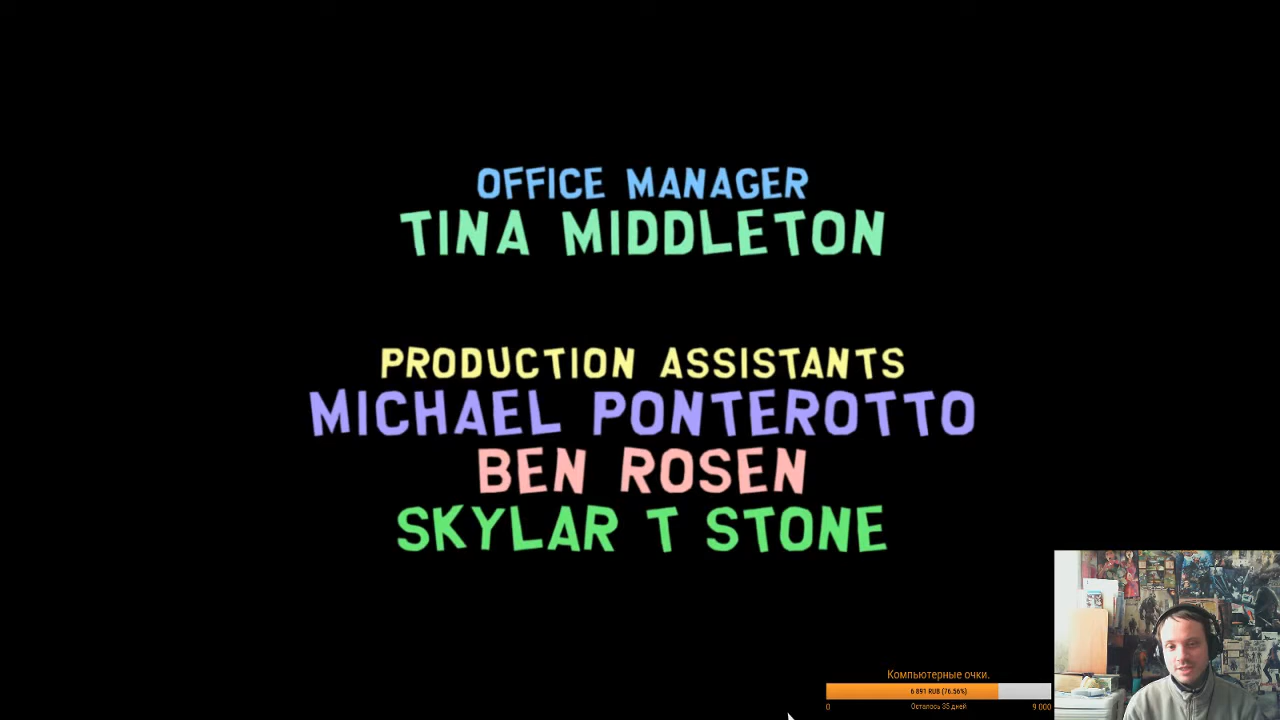 OFFICE MANAGER
TINA MIDDLETON
PRODUCTION ASSISTANTS
MICHAEL PONTEROTTO
BEN ROSEN
SKYLAR T STONE
Компьютерные очки.
6 891 RUB (76.56%)
0 Осталось 35 дней 9 000